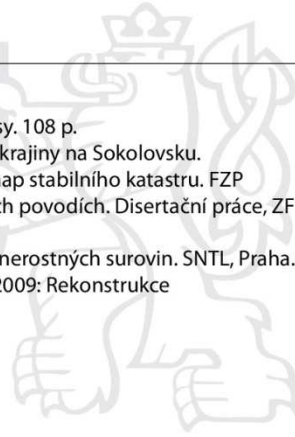 sy. 108 p.
krajiny na Sokolovsku.
nap stabilního katastru. FZP
ch povodích. Disertační práce, ZF
nerostných surovin. SNTL, Praha.
2009: Rekonstrukce